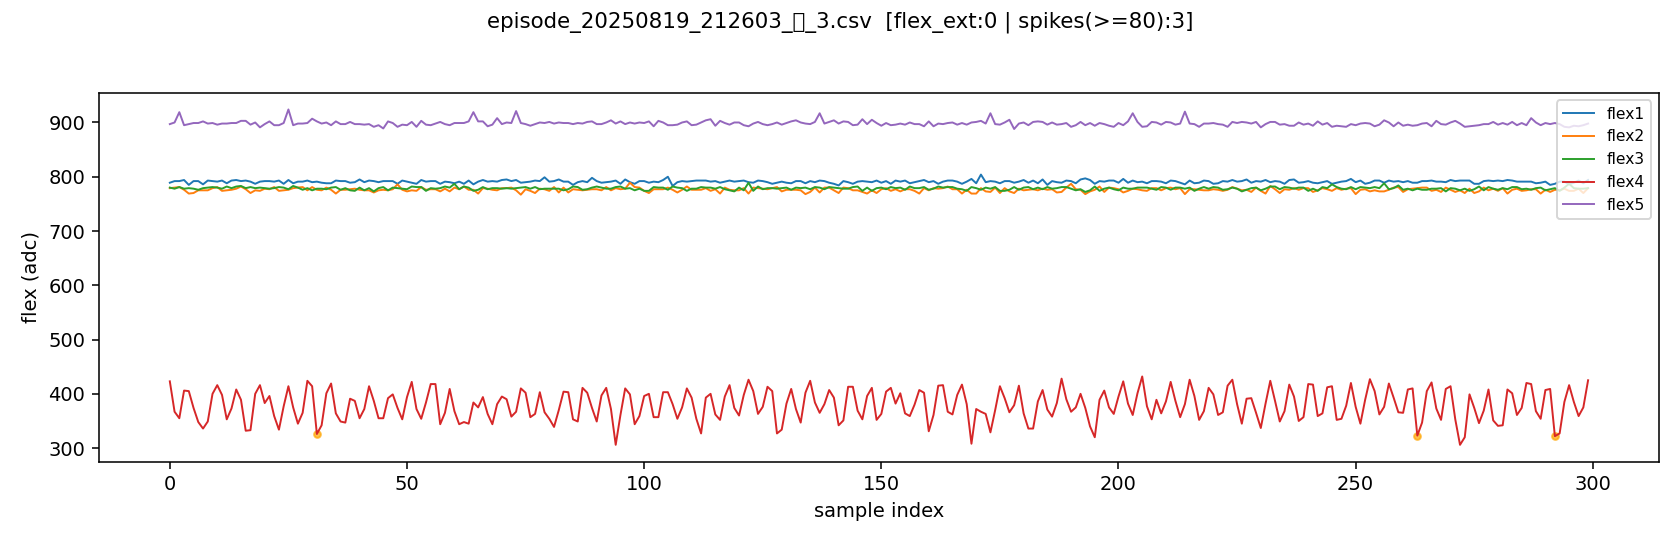 episode_20250819_212603_▯_3.csv [flex_ext:0 | spikes(>=80):3]
flex (adc)
900
800
700
600
500
400
300
flex1
flex2
flex3
flex4
flex5
0
50
100
150
200
250
300
sample index